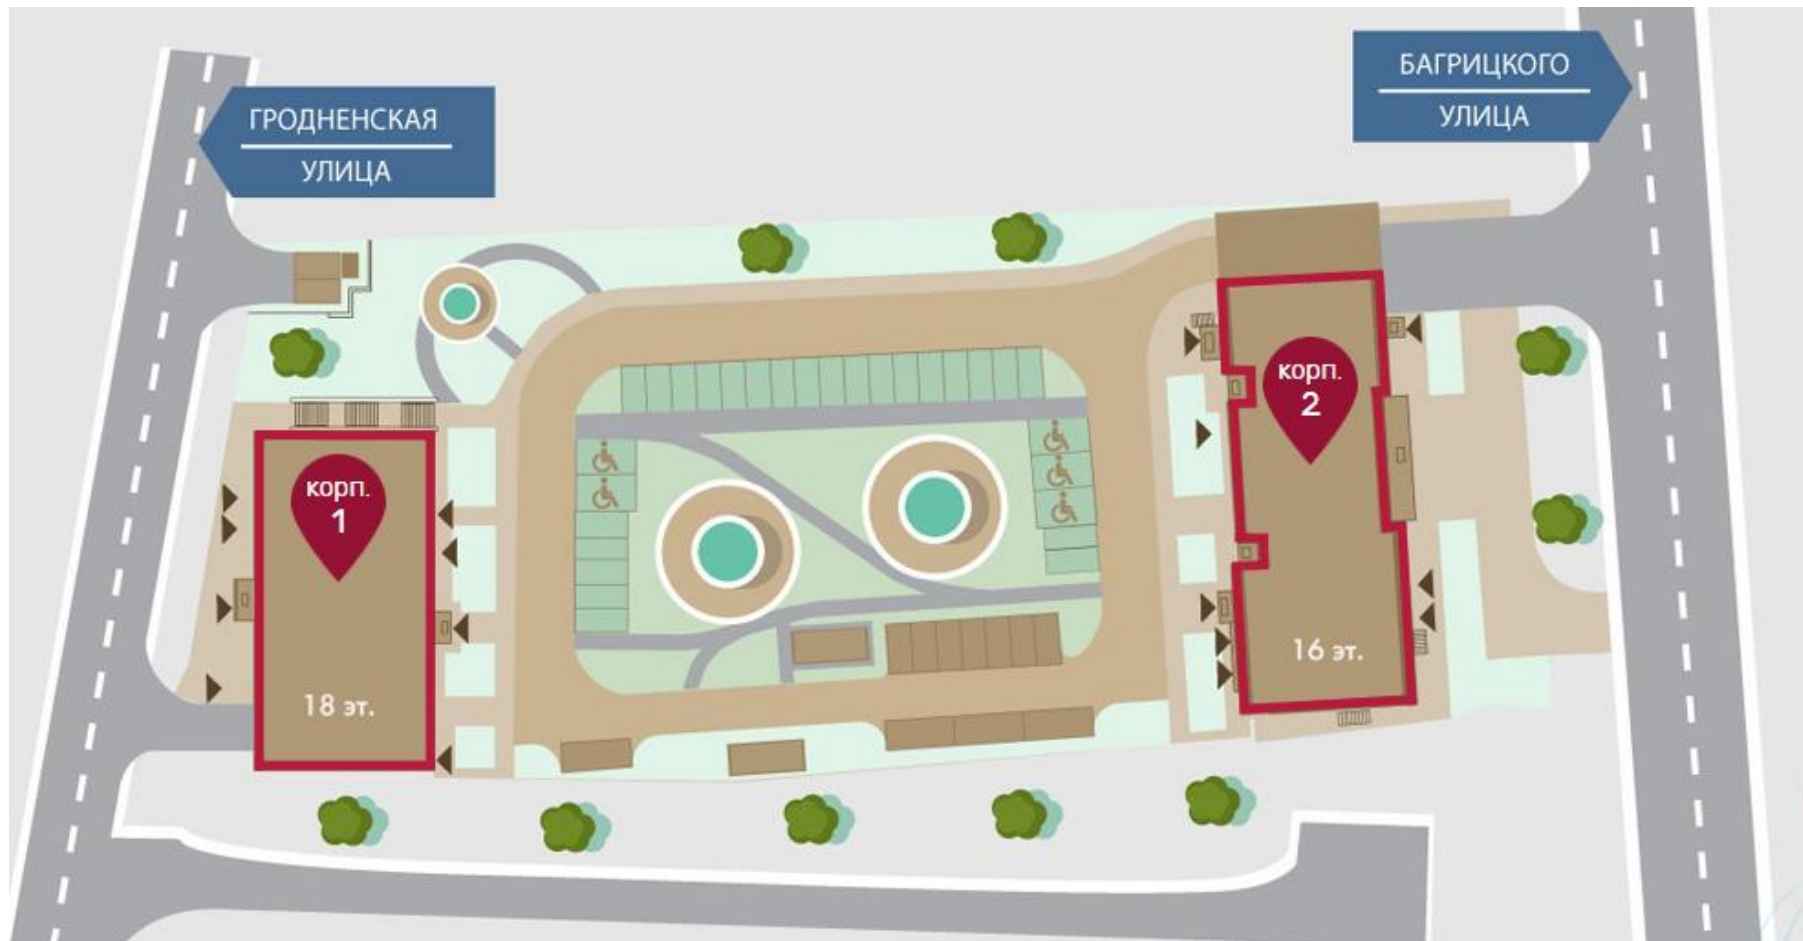 ГРОДНЕНСКАЯ
УЛИЦА
БАГРИЦКОГО
УЛИЦА
корп.
1
18 эт.
корп.
2
16 эт.